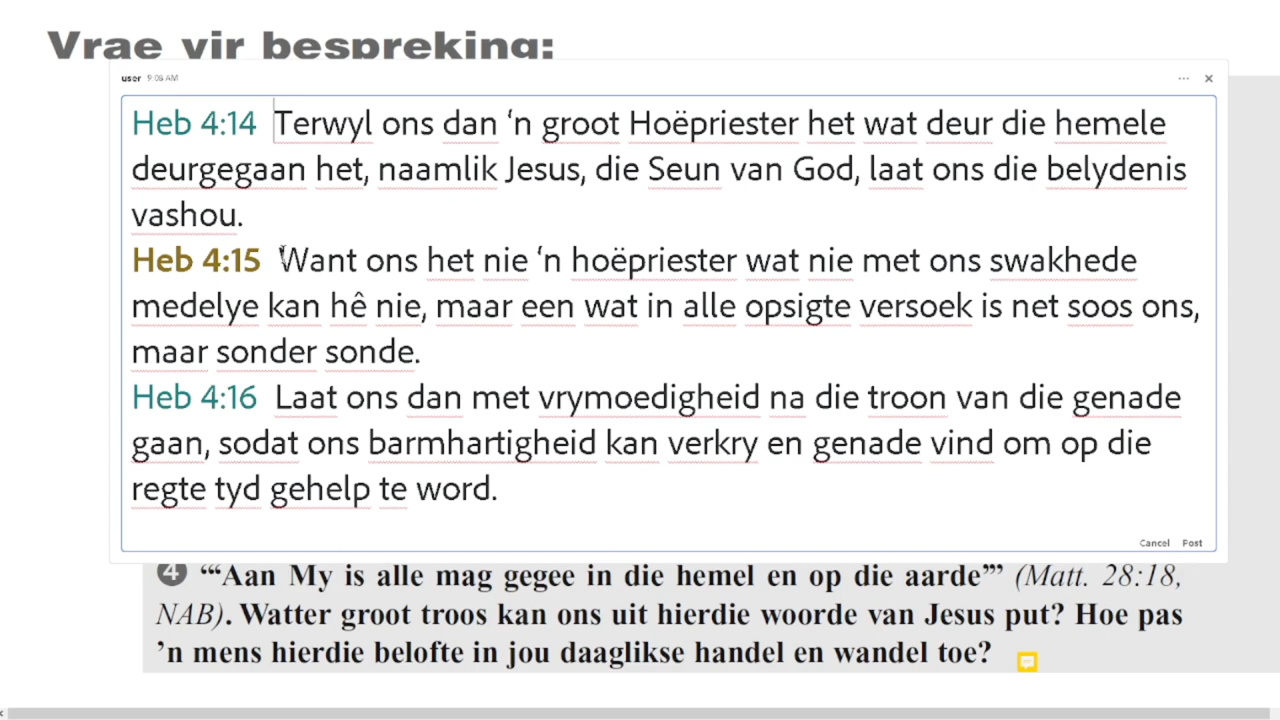 Vrae vir bespreking:
user 9:08 AM
Heb 4:14 Terwyl ons dan ‘n groot Hoëpriester het wat deur die hemele
deurgegaan het, naamlik Jesus, die Seun van God, laat ons die belydenis
vashou.
Heb 4:15 Want ons het nie ‘n hoëpriester wat nie met ons swakhede
medelye kan hê nie, maar een wat in alle opsigte versoek is net soos ons,
maar sonder sonde.
Heb 4:16 Laat ons dan met vrymoedigheid na die troon van die genade
gaan, sodat ons barmhartigheid kan verkry en genade vind om op die
regte tyd gehelp te word.
Cancel Post
4 “‘Aan My is alle mag gegee in die hemel en op die aarde’” (Matt. 28:18,
NAB). Watter groot troos kan ons uit hierdie woorde van Jesus put? Hoe pas
’n mens hierdie belofte in jou daaglikse handel en wandel toe?